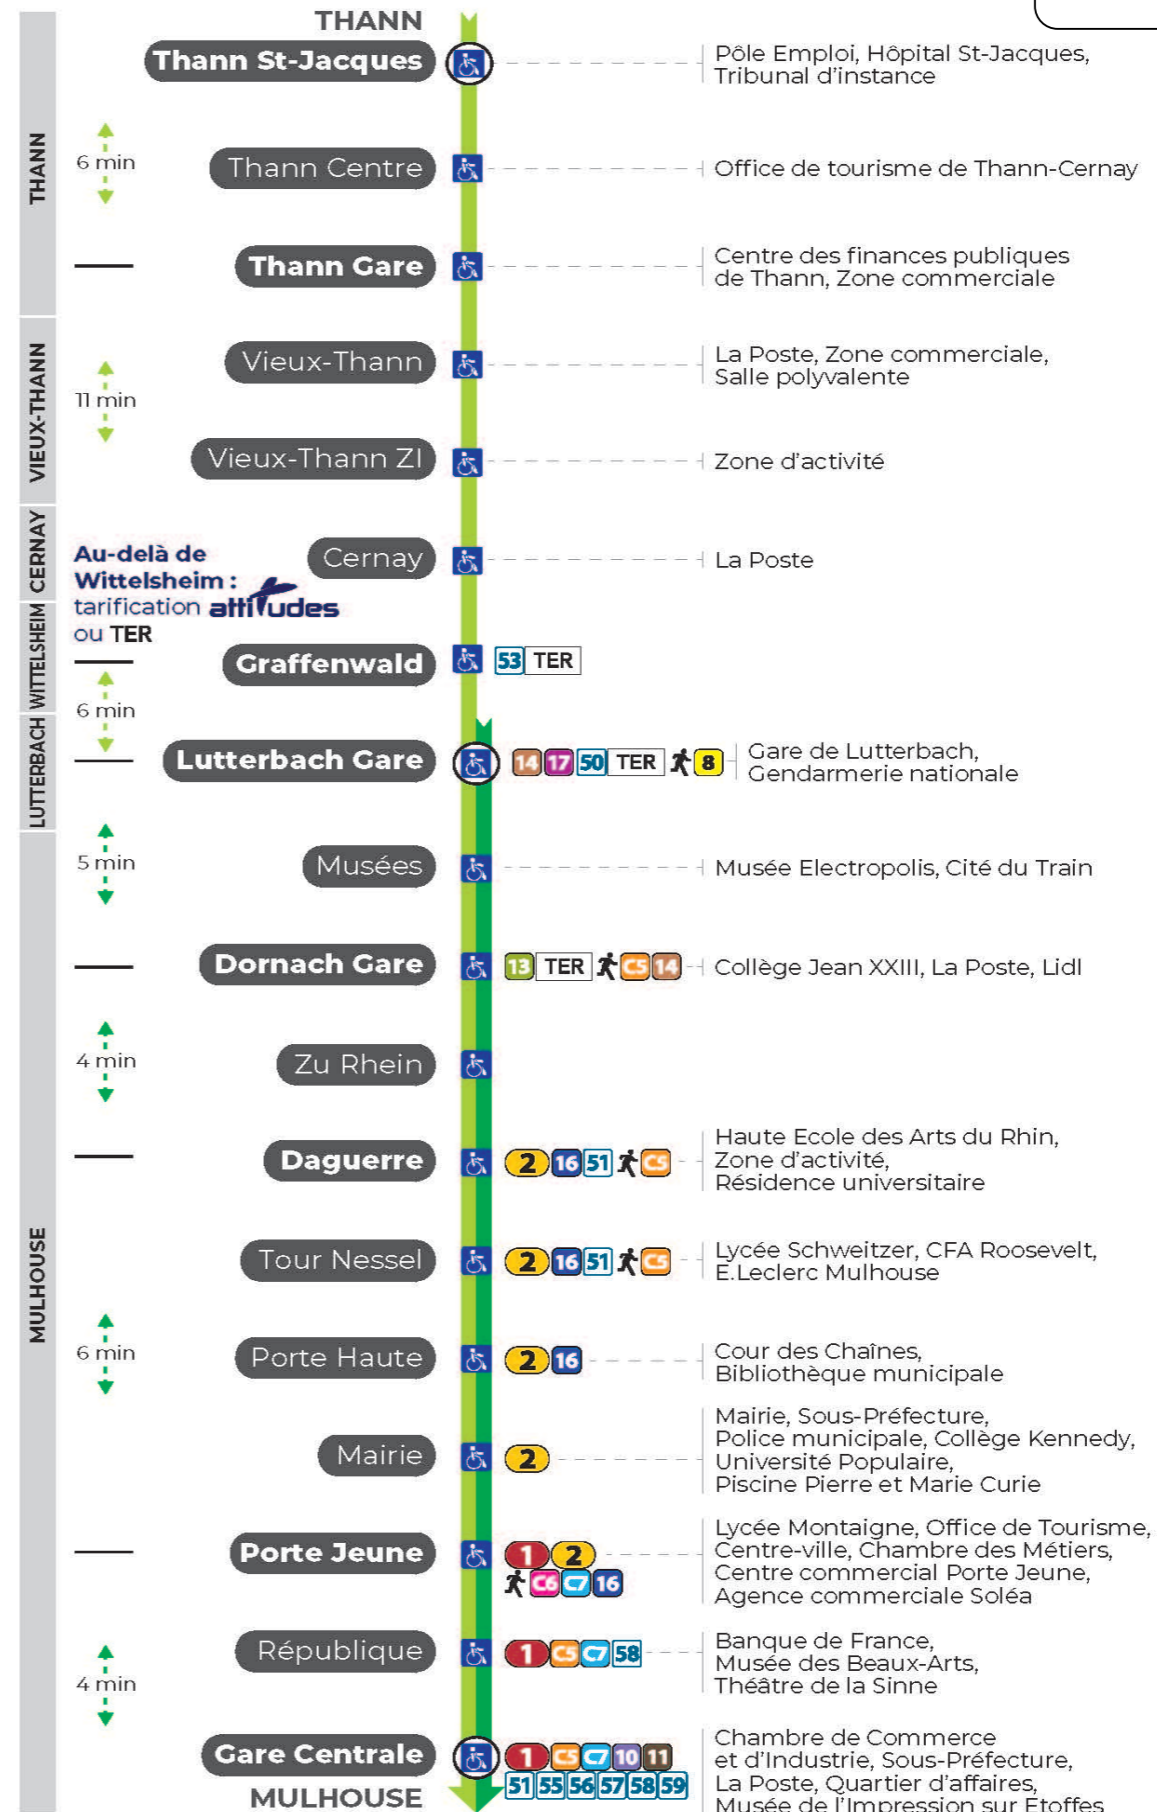 THANN
Thann St-Jacques
Pôle Emploi, Hôpital St-Jacques,
Tribunal d'instance
THANN
6 min
Thann Centre
Office de tourisme de Thann-Cernay
Thann Gare
Centre des finances publiques
de Thann, Zone commerciale
VIEUX-THANN
Vieux-Thann
La Poste, Zone commerciale,
Salle polyvalente
11 min
Vieux-Thann ZI
Zone d'activité
CERNAY
Cernay
La Poste
Au-delà de
Wittelsheim :
tarification attitudes
ou TER
WITTELSHEIM
Graffenwald
53 TER
6 min
LUTTERBACH
Lutterbach Gare
14 17 50 TER 8
Gare de Lutterbach,
Gendarmerie nationale
MULHOUSE
5 min
Musées
Musée Electropolis, Cité du Train
Dornach Gare
13 TER C5 14
Collège Jean XXIII, La Poste, Lidl
4 min
Zu Rhein
Daguerre
2 16 51 C5
Haute Ecole des Arts du Rhin,
Zone d'activité,
Résidence universitaire
Tour Nessel
2 16 51 C5
Lycée Schweitzer, CFA Roosevelt,
E.Leclerc Mulhouse
6 min
Porte Haute
2 16
Cour des Chaînes,
Bibliothèque municipale
Mairie
2
Mairie, Sous-Préfecture,
Police municipale, Collège Kennedy,
Université Populaire,
Piscine Pierre et Marie Curie
Porte Jeune
1 2
C6 C7 16
Lycée Montaigne, Office de Tourisme,
Centre-ville, Chambre des Métiers,
Centre commercial Porte Jeune,
Agence commerciale Soléa
République
1 C5 C7 58
Banque de France,
Musée des Beaux-Arts,
Théâtre de la Sinne
4 min
Gare Centrale
1 C5 C7 10 11
51 55 56 57 58 59
Chambre de Commerce
et d'Industrie, Sous-Préfecture,
La Poste, Quartier d'affaires,
Musée de l'Impression sur Etoffes
MULHOUSE